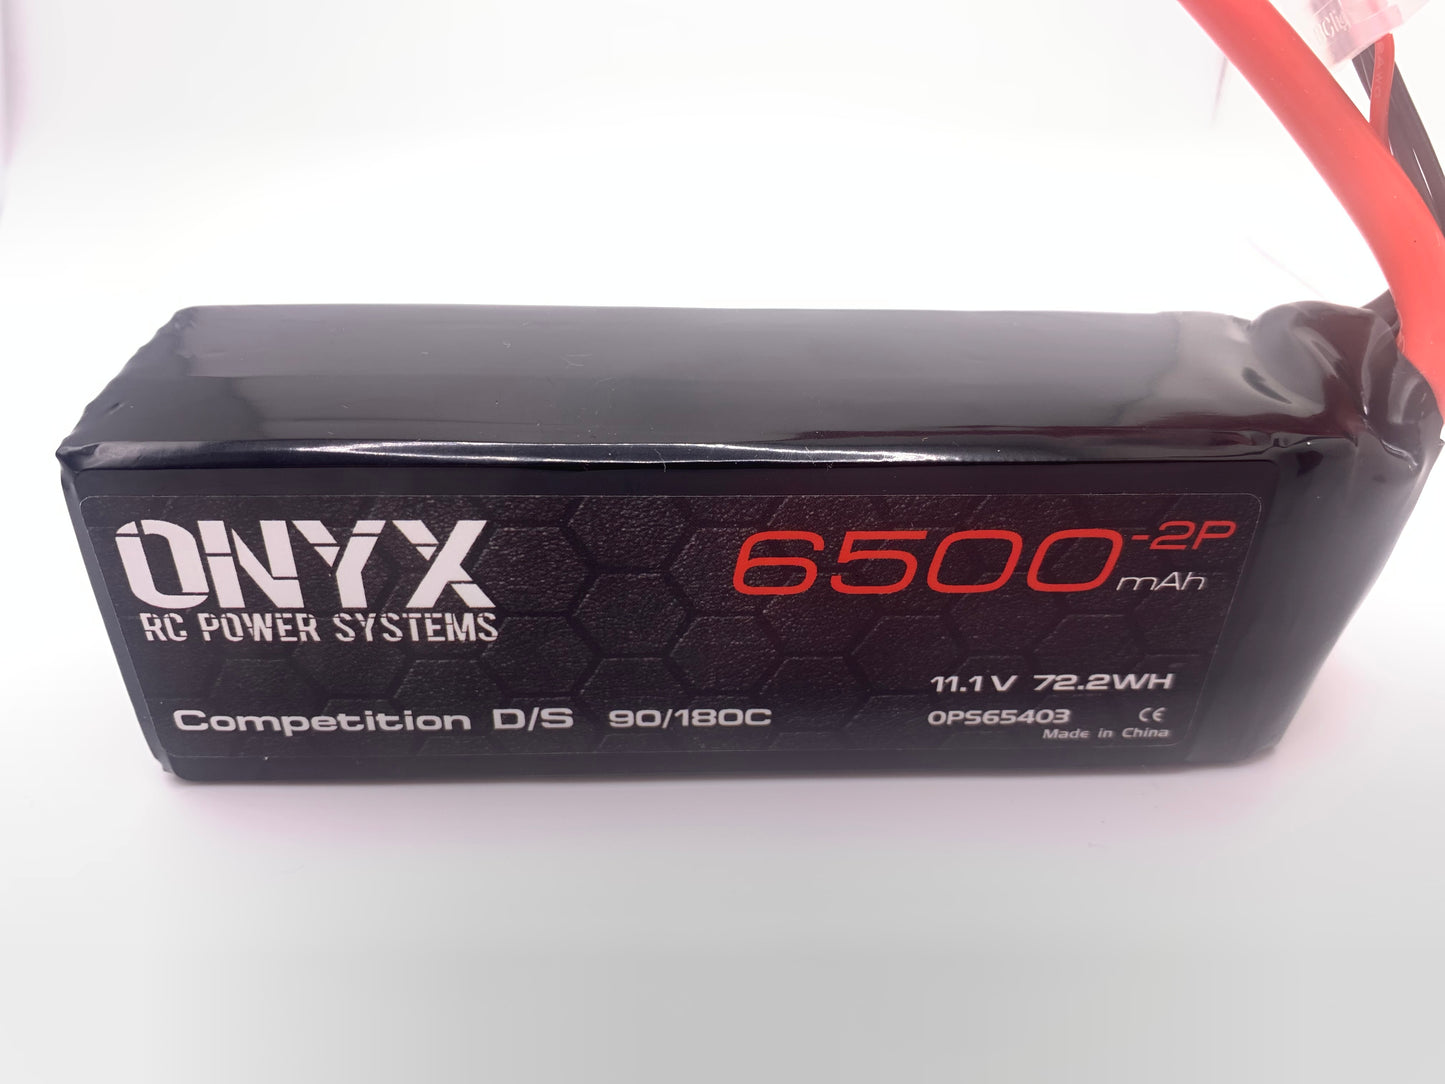 ONYX
RC POWER SYSTEMS
6500-2P
mAh
11.1V 72.2WH
Competition D/S 90/180C
OPS65403 CE
Made in China